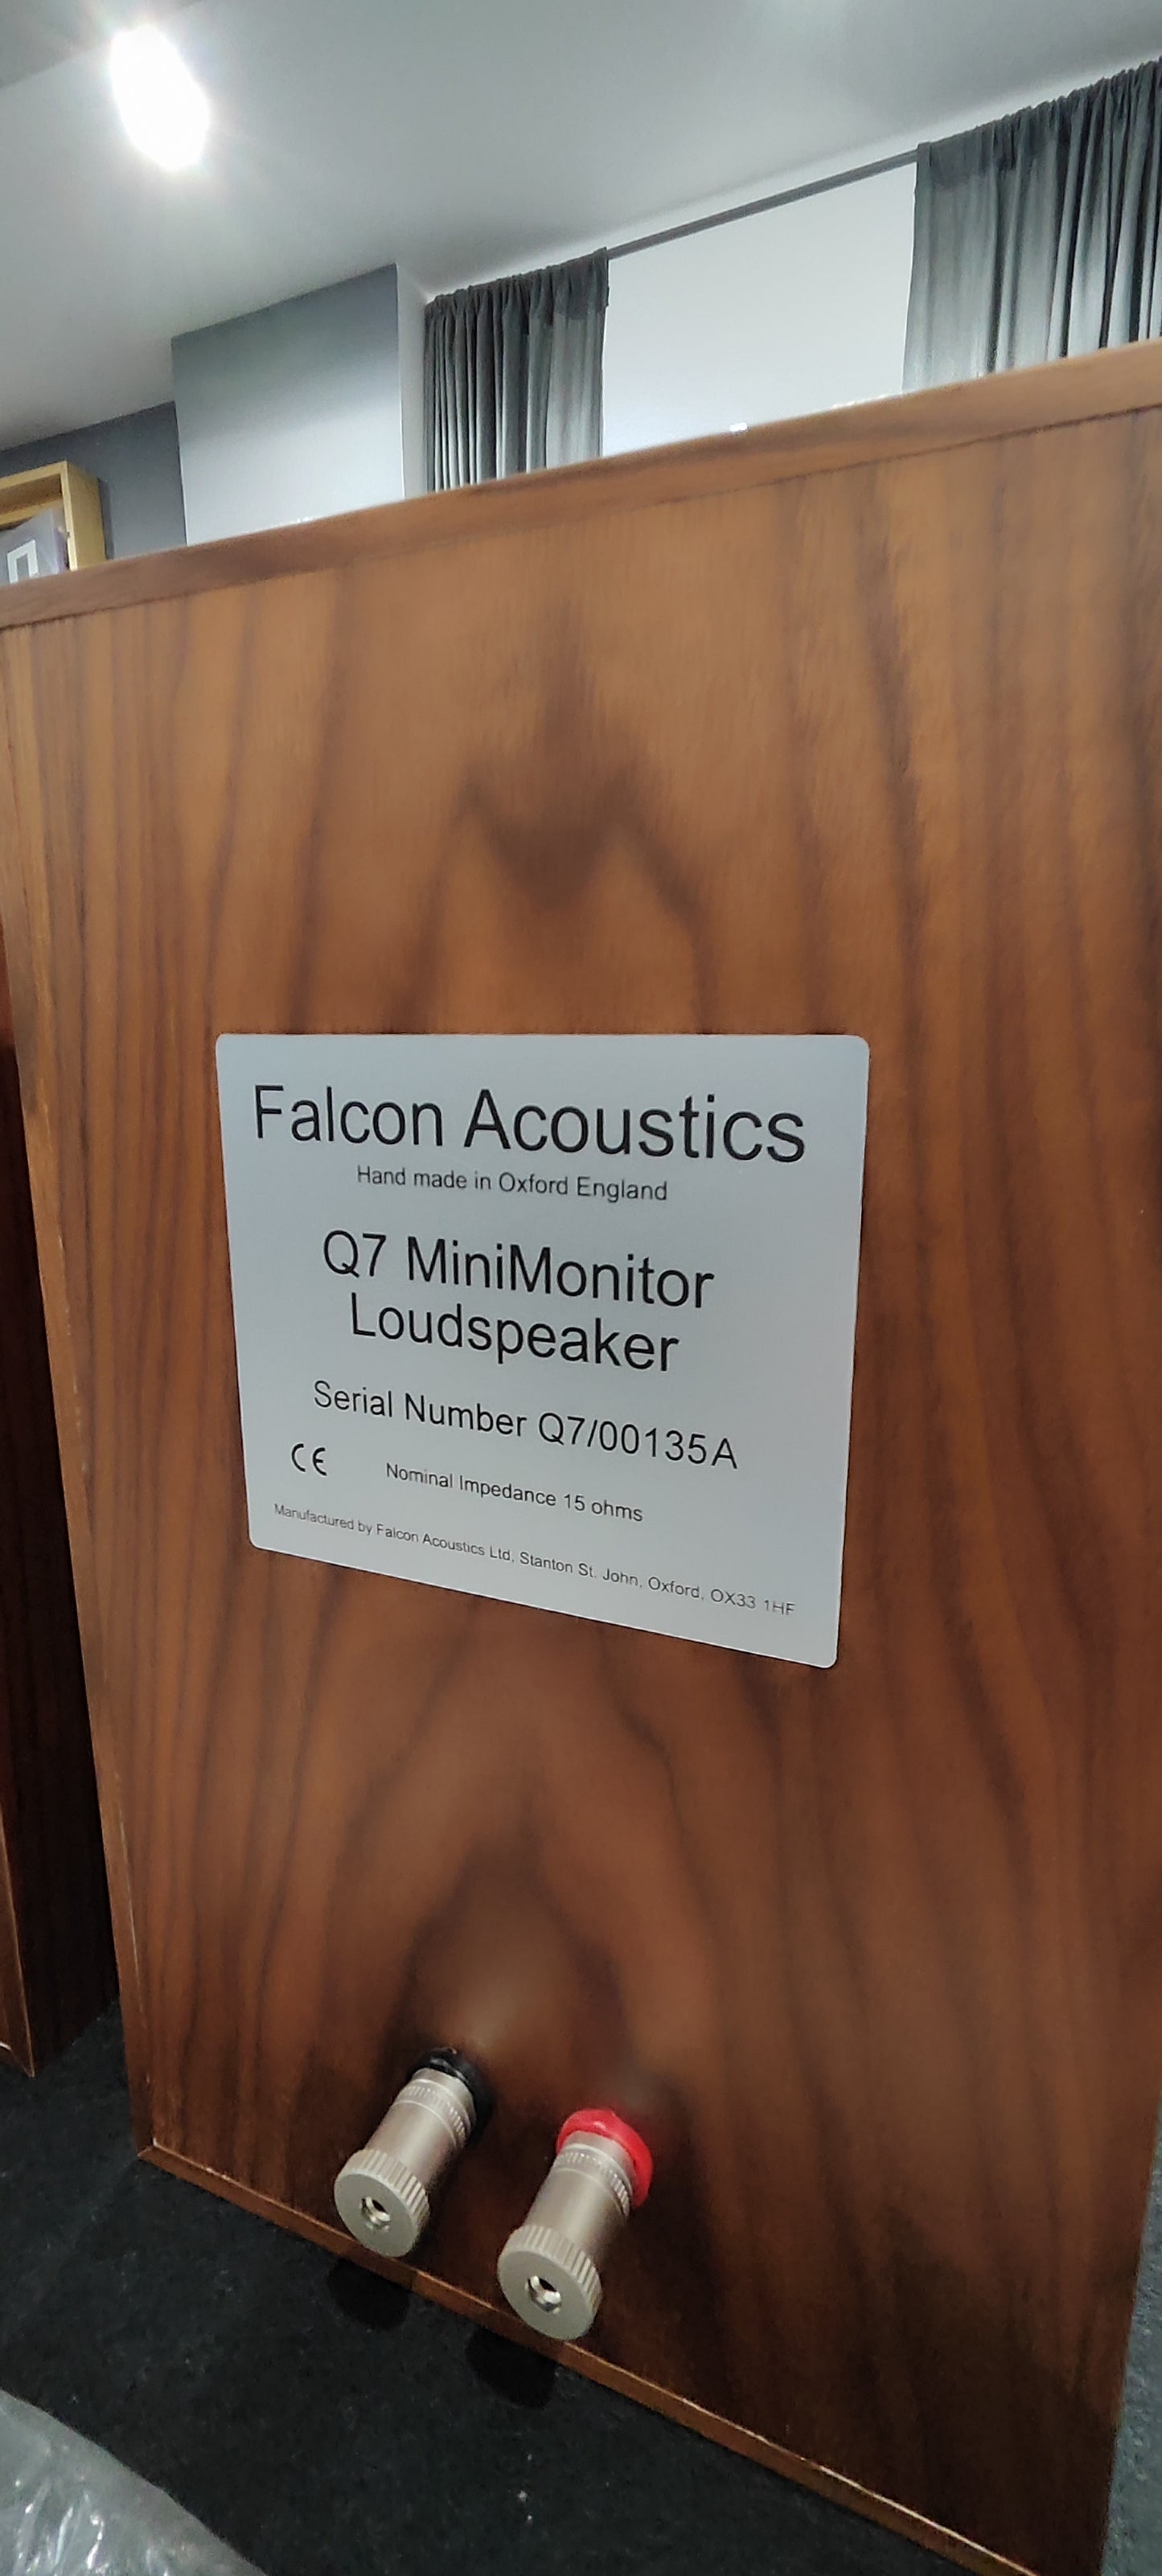 Falcon Acoustics
Hand made in Oxford England
Q7 MiniMonitor
Loudspeaker
Serial Number Q7/00135A
CE
Nominal Impedance 15 ohms
Manufactured by Falcon Acoustics Ltd, Stanton St. John, Oxford, OX33 1HF